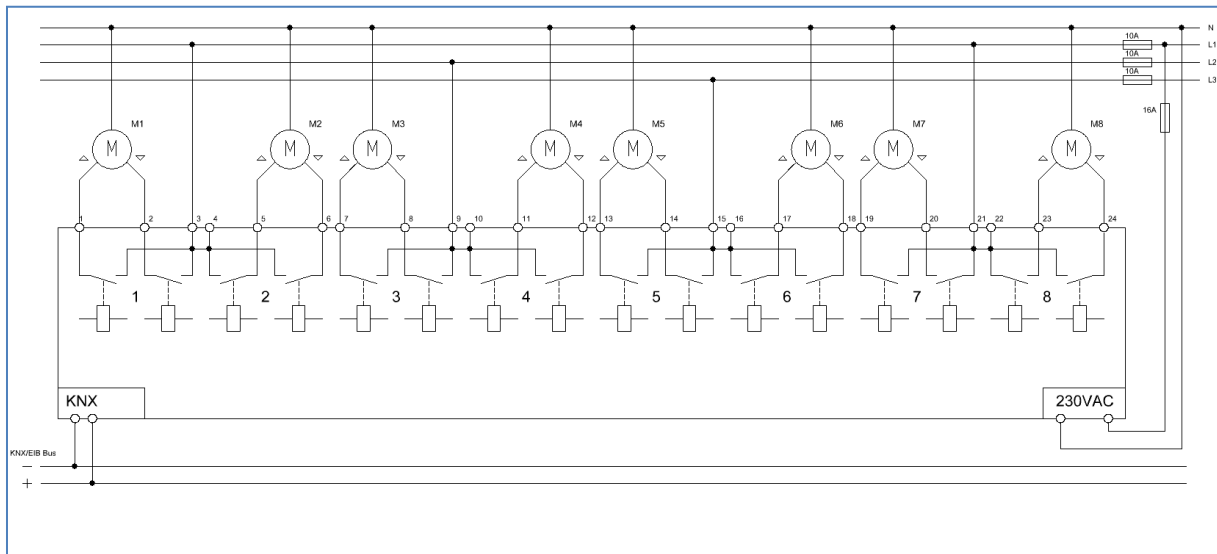 N
10A
L1
10A
L2
10A
L3
16A
M1 M2 M3 M4 M5 M6 M7 M8
M M M M M M M M
1 2 3 4 5 6 7 8 9 10 11 12 13 14 15 16 17 18 19 20 21 22 23 24
1 2 3 4 5 6 7 8
KNX 230VAC
KNX/EIB Bus
−
+